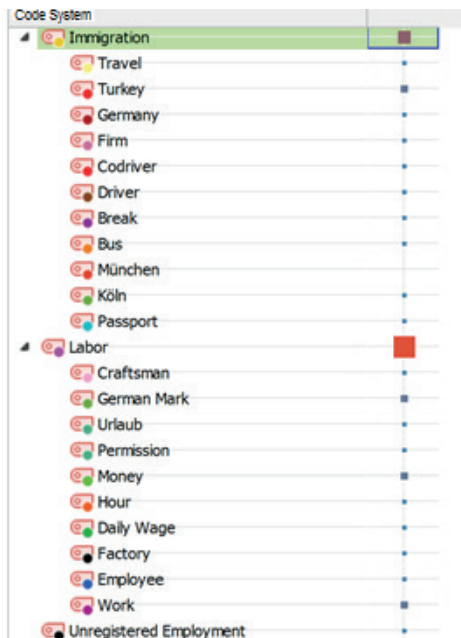 Code System
Immigration
Travel
Turkey
Germany
Firm
Codriver
Driver
Break
Bus
München
Köln
Passport
Labor
Craftsman
German Mark
Urlaub
Permission
Money
Hour
Daily Wage
Factory
Employee
Work
Unregistered Employment